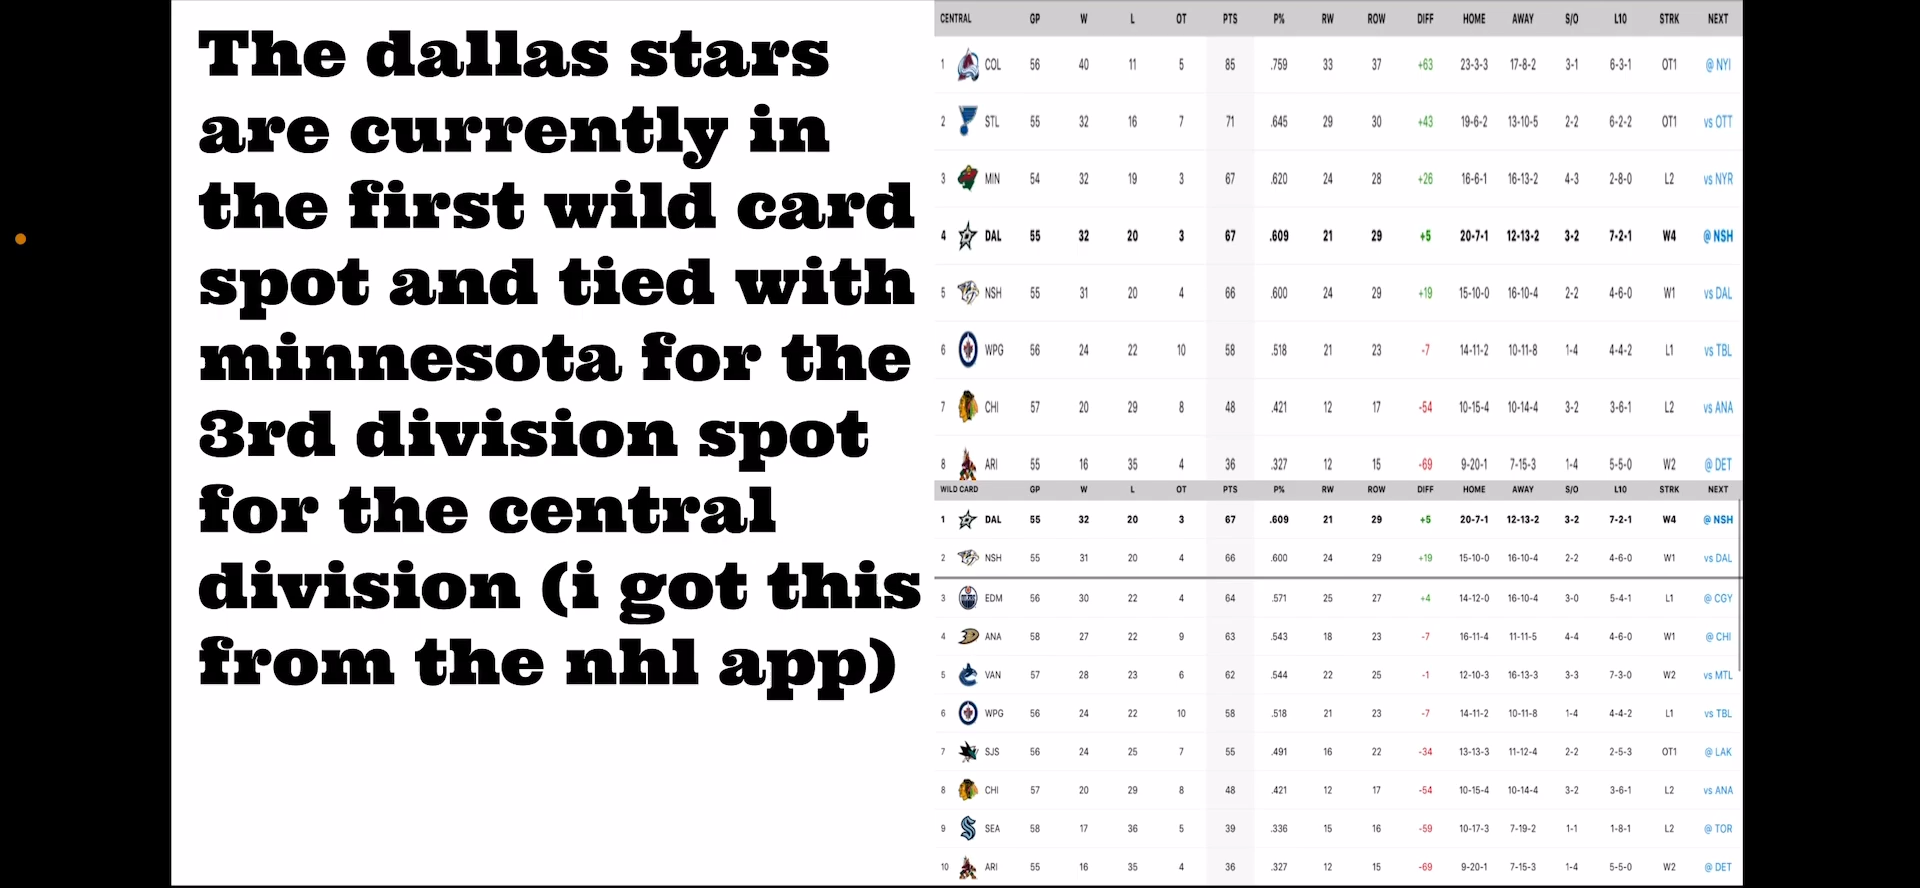 The dallas stars
are currently in
the first wild card
spot and tied with
minnesota for the
3rd division spot
for the central
division (i got this
from the nhl app)
CENTRAL GP W L OT PTS P% RW ROW DIFF HOME AWAY S/O L10 STRK NEXT
1 COL 56 40 11 5 85 .759 33 37 +63 23-3-3 17-8-2 3-1 6-3-1 OT1 @ NYI
2 STL 55 32 16 7 71 .645 29 30 +43 19-6-2 13-10-5 2-2 6-2-2 OT1 vs OTT
3 MIN 54 32 19 3 67 .620 24 28 +26 16-6-1 16-13-2 4-3 2-8-0 L2 vs NYR
4 DAL 55 32 20 3 67 .609 21 29 +5 20-7-1 12-13-2 3-2 7-2-1 W4 @ NSH
5 NSH 55 31 20 4 66 .600 24 29 +19 15-10-0 16-10-4 2-2 4-6-0 W1 vs DAL
6 WPG 56 24 22 10 58 .518 21 23 -7 14-11-2 10-11-8 1-4 4-4-2 L1 vs TBL
7 CHI 57 20 29 8 48 .421 12 17 -54 10-15-4 10-14-4 3-2 3-6-1 L2 vs ANA
8 ARI 55 16 35 4 36 .327 12 15 -69 9-20-1 7-15-3 1-4 5-5-0 W2 @ DET
WILD CARD GP W L OT PTS P% RW ROW DIFF HOME AWAY S/O L10 STRK NEXT
1 DAL 55 32 20 3 67 .609 21 29 +5 20-7-1 12-13-2 3-2 7-2-1 W4 @ NSH
2 NSH 55 31 20 4 66 .600 24 29 +19 15-10-0 16-10-4 2-2 4-6-0 W1 vs DAL
3 EDM 56 30 22 4 64 .571 25 27 +4 14-12-0 16-10-4 3-0 5-4-1 L1 @ CGY
4 ANA 58 27 22 9 63 .543 18 23 -7 16-11-4 11-11-5 4-4 4-6-0 W1 @ CHI
5 VAN 57 28 23 6 62 .544 22 25 -1 12-10-3 16-13-3 3-3 7-3-0 W2 vs MTL
6 WPG 56 24 22 10 58 .518 21 23 -7 14-11-2 10-11-8 1-4 4-4-2 L1 vs TBL
7 SJS 56 24 25 7 55 .491 16 22 -34 13-13-3 11-12-4 2-2 2-5-3 OT1 @ LAK
8 CHI 57 20 29 8 48 .421 12 17 -54 10-15-4 10-14-4 3-2 3-6-1 L2 vs ANA
9 SEA 58 17 36 5 39 .336 15 16 -59 10-17-3 7-19-2 1-1 1-8-1 L2 @ TOR
10 ARI 55 16 35 4 36 .327 12 15 -69 9-20-1 7-15-3 1-4 5-5-0 W2 @ DET